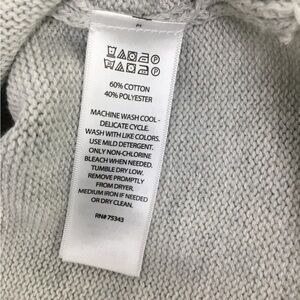 60% COTTON
40% POLYESTER
MACHINE WASH COOL -
DELICATE CYCLE.
WASH WITH LIKE COLORS.
USE MILD DETERGENT.
ONLY NON-CHLORINE
BLEACH WHEN NEEDED.
TUMBLE DRY LOW.
REMOVE PROMPTLY
FROM DRYER.
MEDIUM IRON IF NEEDED
OR DRY CLEAN.
RN# 75343